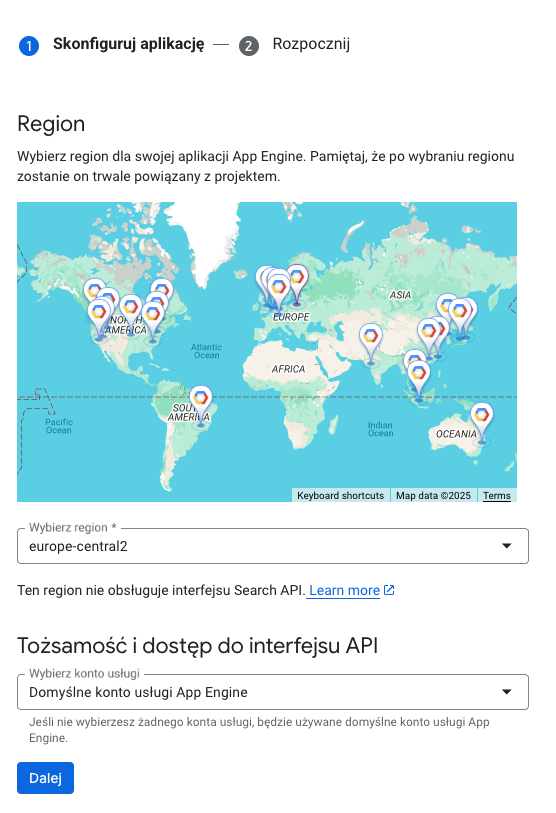 1 Skonfiguruj aplikację — 2 Rozpocznij
Region
Wybierz region dla swojej aplikacji App Engine. Pamiętaj, że po wybraniu regionu
zostanie on trwale powiązany z projektem.
ASIA
NORTH
AMERICA
EUROPE
Atlantic
Ocean
AFRICA
SOUTH
AMERICA
Pacific
Ocean
Indian
Ocean
OCEANIA
Keyboard shortcuts Map data ©2025 Terms
Wybierz region *
europe-central2
Ten region nie obsługuje interfejsu Search API. Learn more
Tożsamość i dostęp do interfejsu API
Wybierz konto usługi
Domyślne konto usługi App Engine
Jeśli nie wybierzesz żadnego konta usługi, będzie używane domyślne konto usługi App
Engine.
Dalej